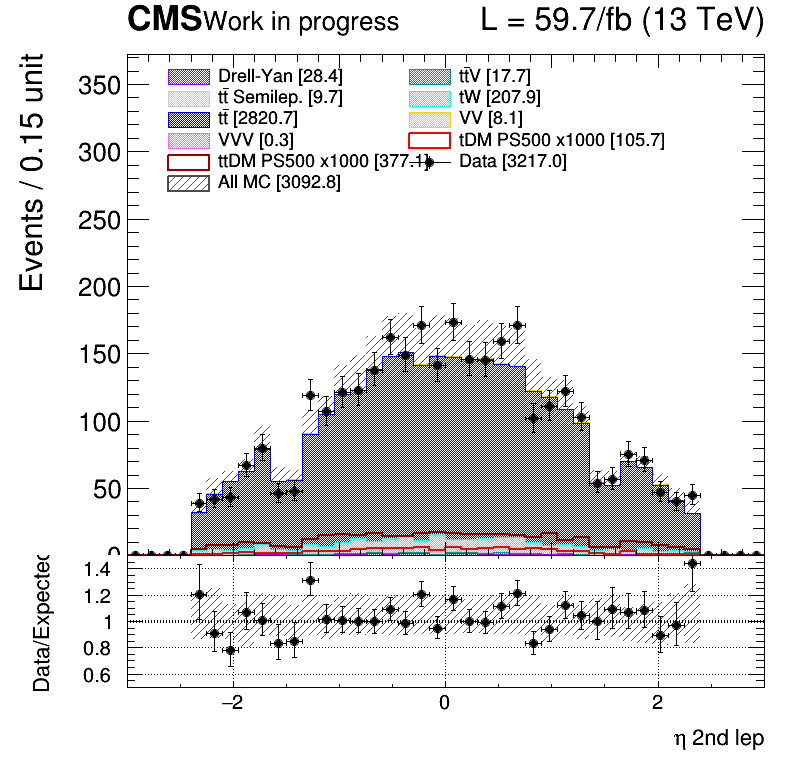 CMS Work in progress L = 59.7/fb (13 TeV)
Events / 0.15 unit
350
300
250
200
150
100
50
0
Drell-Yan [28.4] tt̄V [17.7]
tt̄ Semilep. [9.7] tW [207.9]
tt̄ [2820.7] VV [8.1]
VVV [0.3] tDM PS500 x1000 [105.7]
ttDM PS500 x1000 [377.1] Data [3217.0]
All MC [3092.8]
Data/Expected
1.4
1.2
1
0.8
0.6
−2 0 2
η 2nd lep